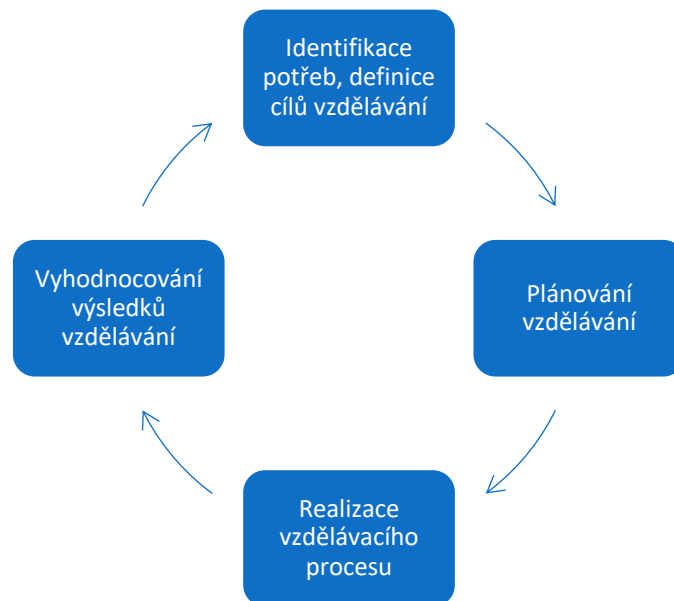 Identifikace
potřeb, definice
cílů vzdělávání
Plánování
vzdělávání
Realizace
vzdělávacího
procesu
Vyhodnocování
výsledků
vzdělávání